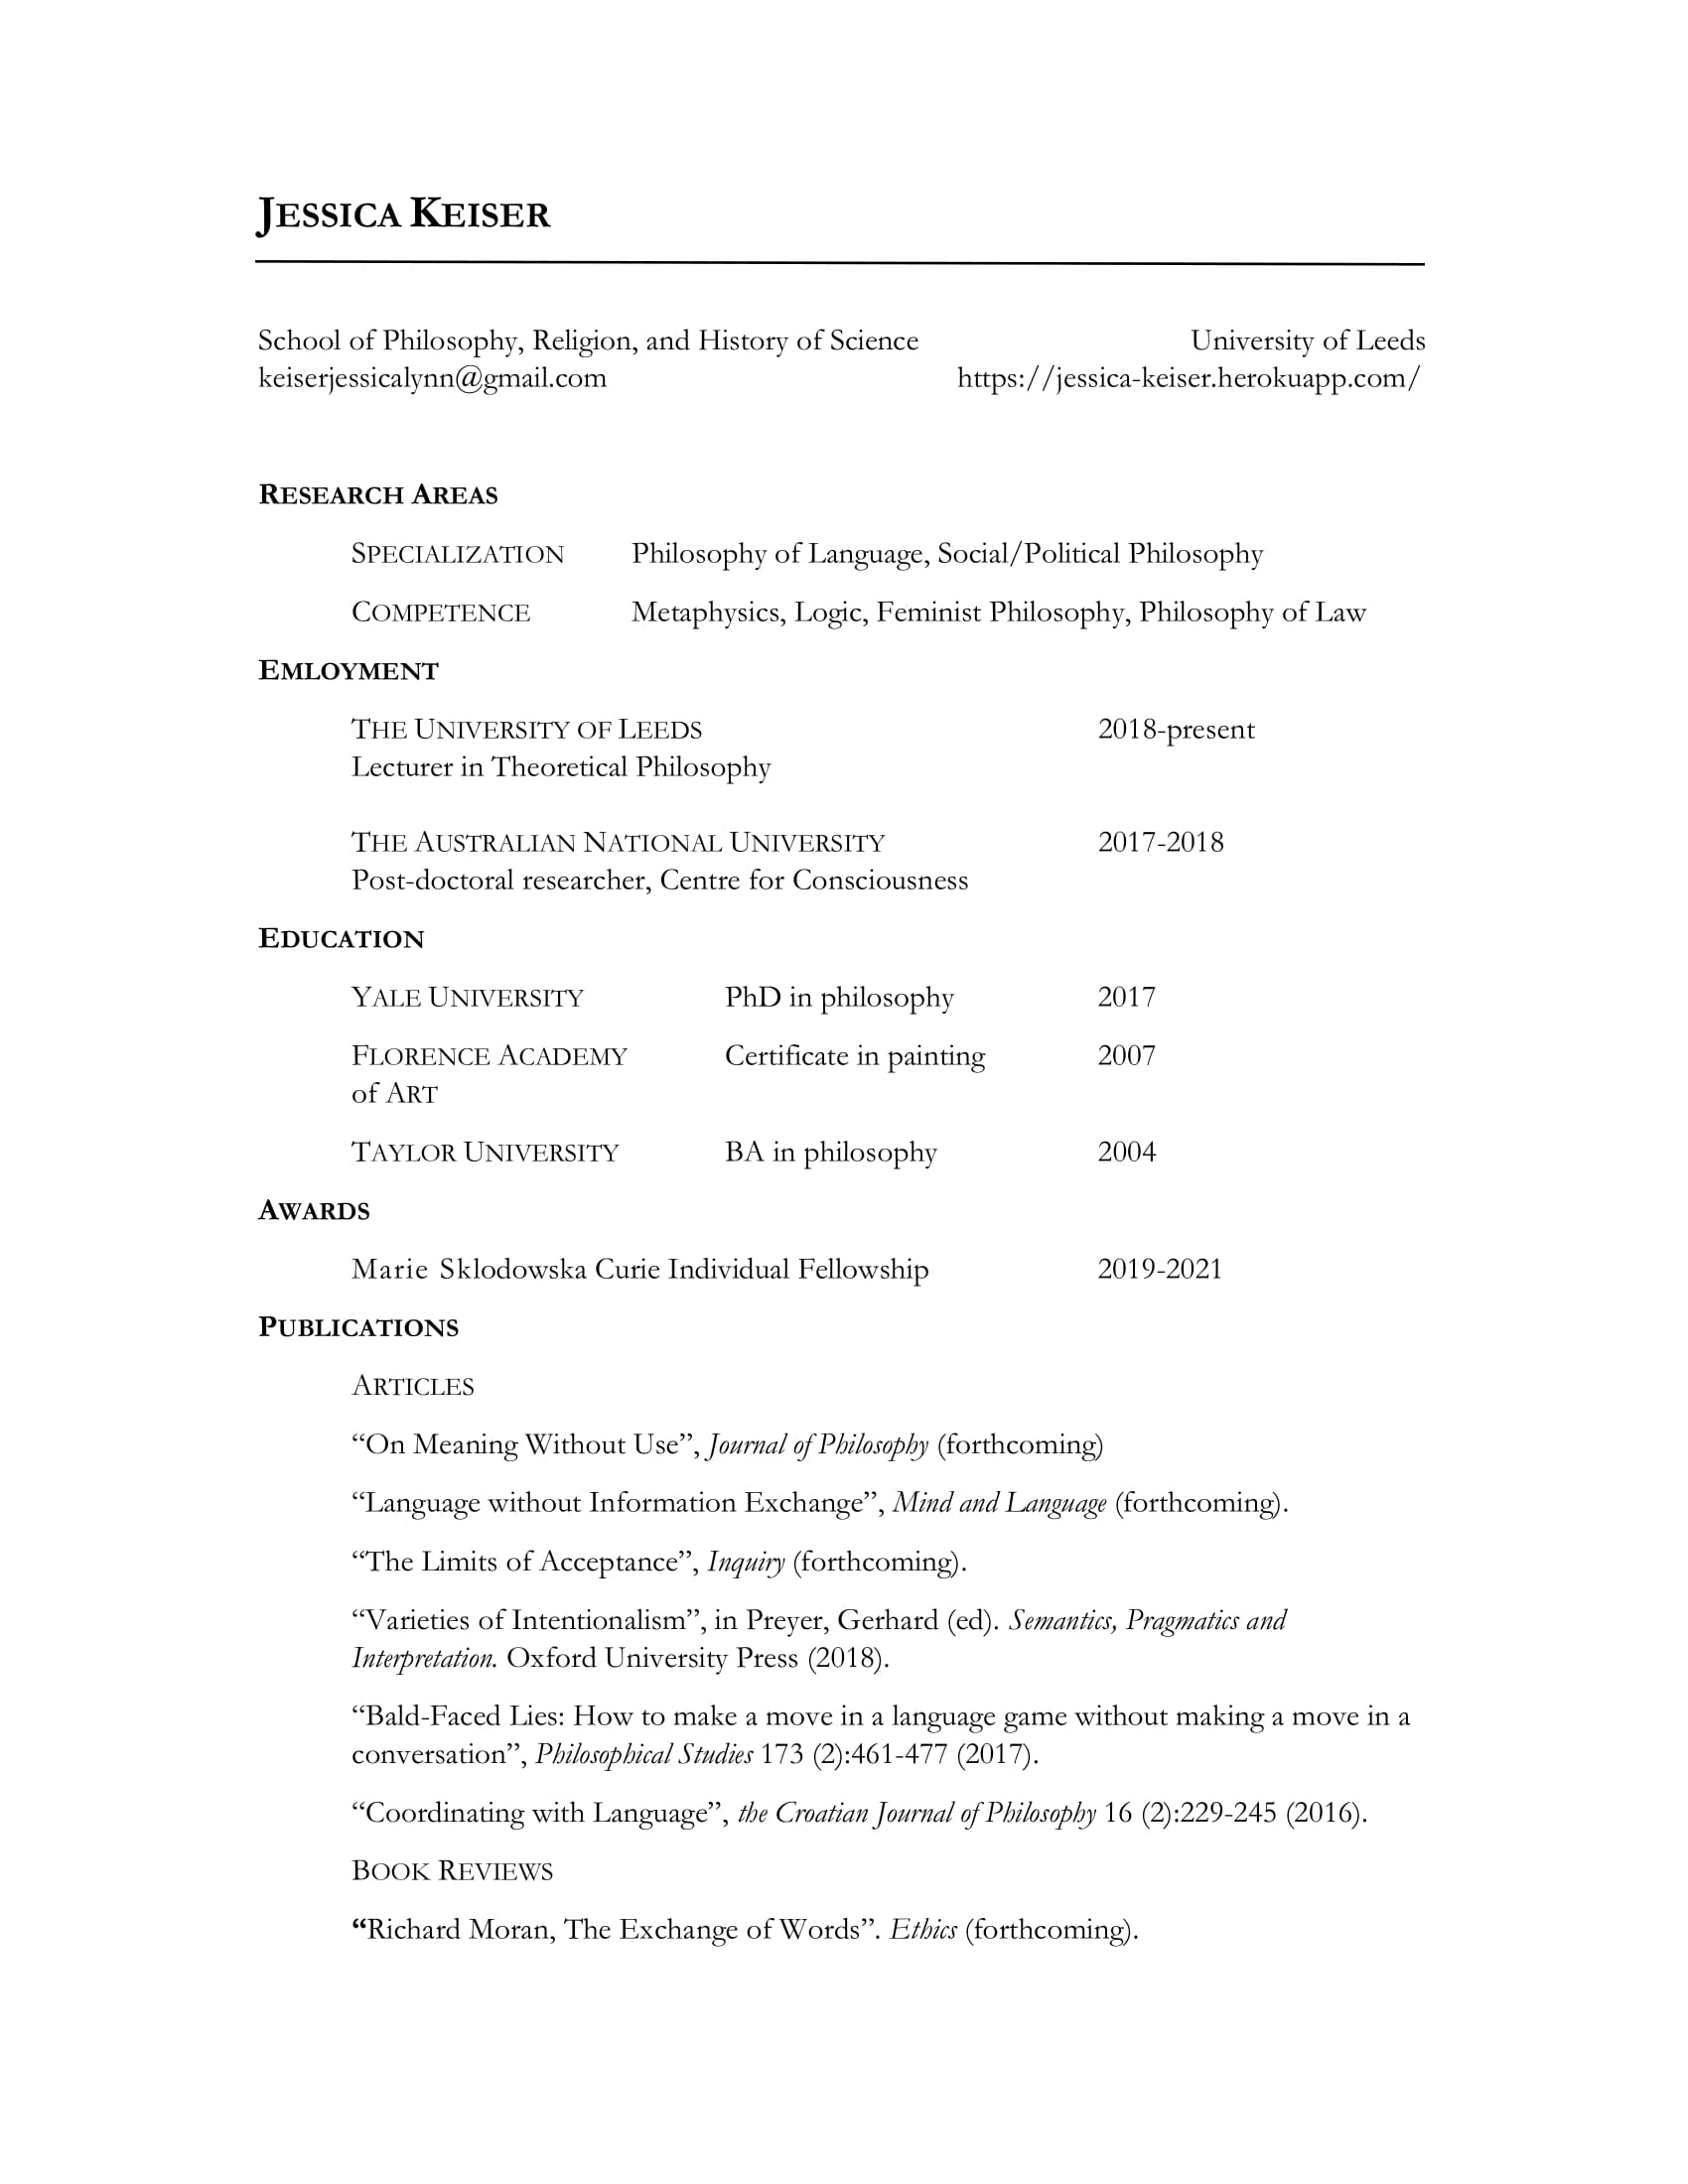 JESSICA KEISER
School of Philosophy, Religion, and History of Science University of Leeds
keiserjessicalynn@gmail.com https://jessica-keiser.herokuapp.com/
RESEARCH AREAS
SPECIALIZATION Philosophy of Language, Social/Political Philosophy
COMPETENCE Metaphysics, Logic, Feminist Philosophy, Philosophy of Law
EMLOYMENT
THE UNIVERSITY OF LEEDS 2018-present
Lecturer in Theoretical Philosophy
THE AUSTRALIAN NATIONAL UNIVERSITY 2017-2018
Post-doctoral researcher, Centre for Consciousness
EDUCATION
YALE UNIVERSITY PhD in philosophy 2017
FLORENCE ACADEMY Certificate in painting 2007
of ART
TAYLOR UNIVERSITY BA in philosophy 2004
AWARDS
Marie Sklodowska Curie Individual Fellowship 2019-2021
PUBLICATIONS
ARTICLES
“On Meaning Without Use”, Journal of Philosophy (forthcoming)
“Language without Information Exchange”, Mind and Language (forthcoming).
“The Limits of Acceptance”, Inquiry (forthcoming).
“Varieties of Intentionalism”, in Preyer, Gerhard (ed). Semantics, Pragmatics and
Interpretation. Oxford University Press (2018).
“Bald-Faced Lies: How to make a move in a language game without making a move in a
conversation”, Philosophical Studies 173 (2):461-477 (2017).
“Coordinating with Language”, the Croatian Journal of Philosophy 16 (2):229-245 (2016).
BOOK REVIEWS
“Richard Moran, The Exchange of Words”. Ethics (forthcoming).